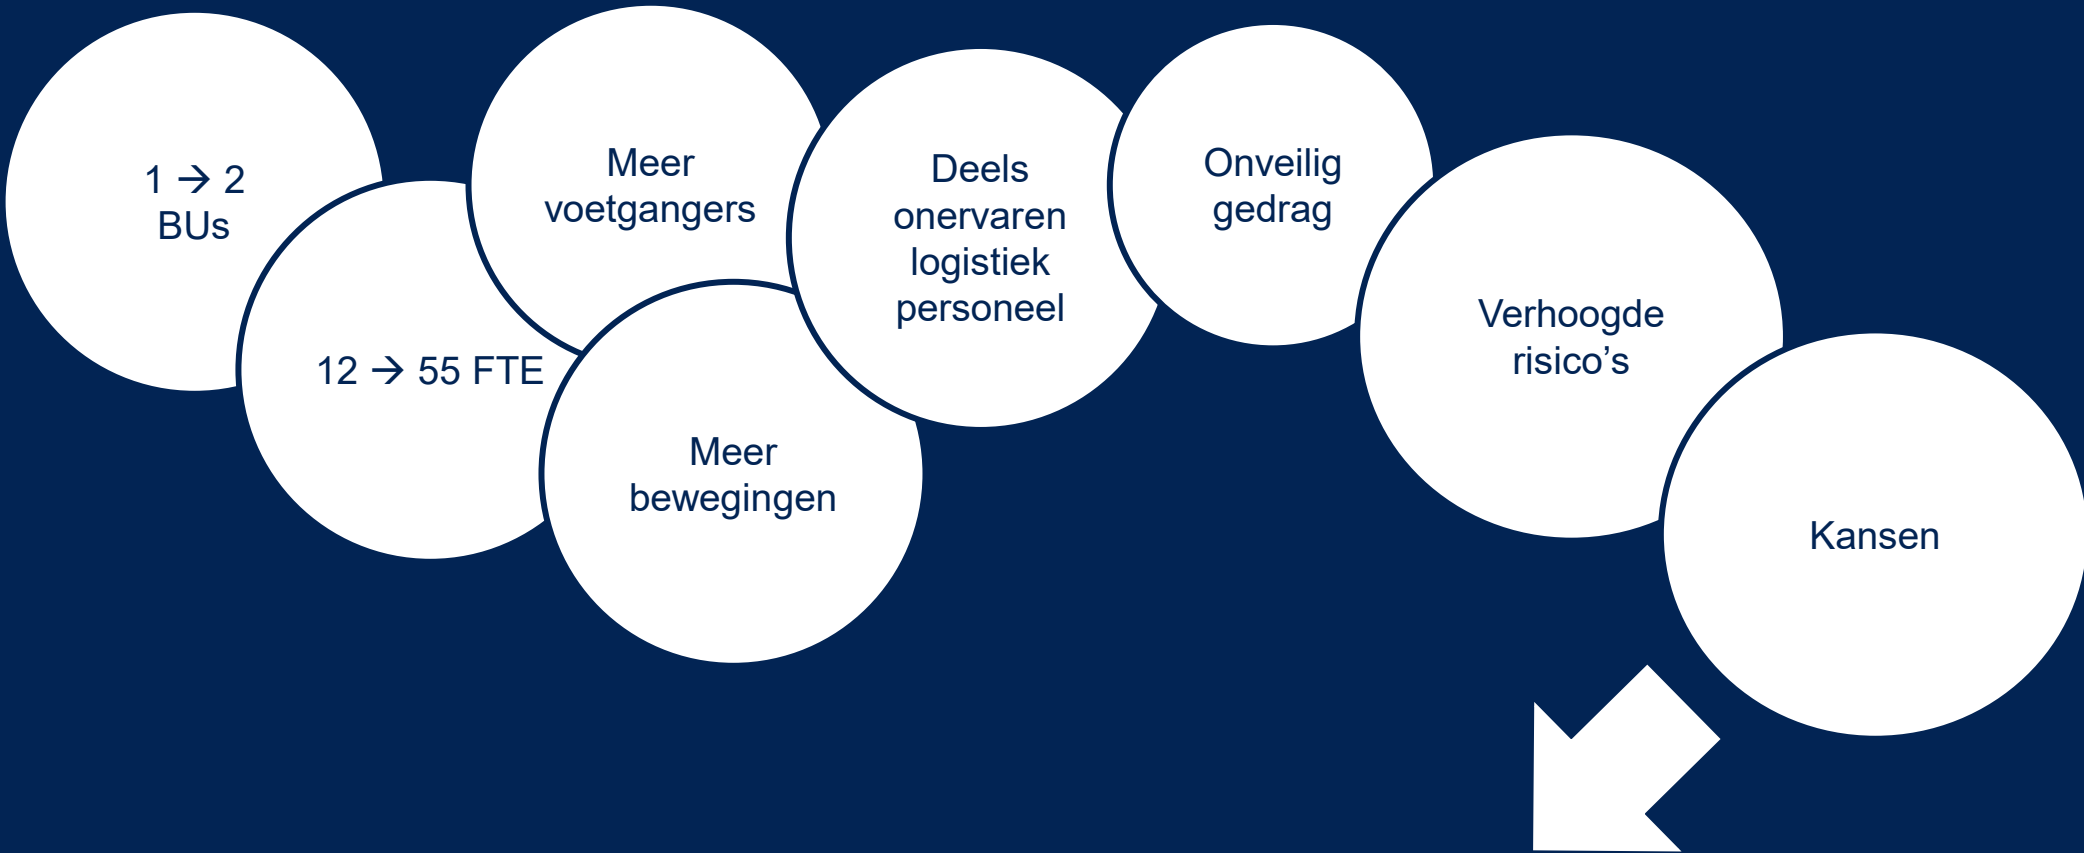 1 → 2
BUs
12 → 55 FTE
Meer
voetgangers
Meer
bewegingen
Deels
onervaren
logistiek
personeel
Onveilig
gedrag
Verhoogde
risico’s
Kansen